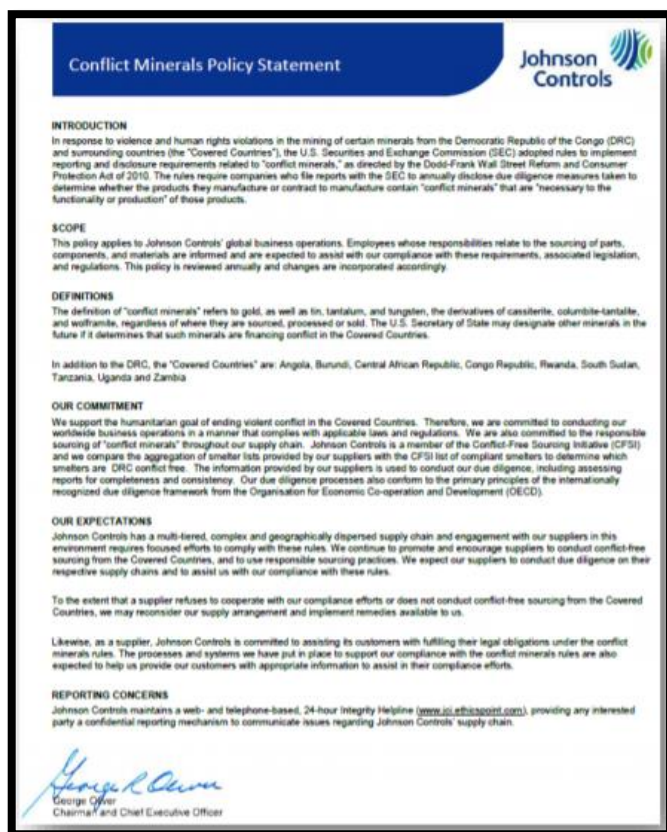 Conflict Minerals Policy Statement
Johnson
Controls
INTRODUCTION
In response to violence and human rights violations in the mining of certain minerals from the Democratic Republic of the Congo (DRC)
and surrounding countries (the "Covered Countries"), the U.S. Securities and Exchange Commission (SEC) adopted rules to implement
reporting and disclosure requirements related to "conflict minerals," as directed by the Dodd-Frank Wall Street Reform and Consumer
Protection Act of 2010. The rules require companies who file reports with the SEC to annually disclose due diligence measures taken to
determine whether the products they manufacture or contract to manufacture contain "conflict minerals" that are "necessary to the
functionality or production" of those products.
SCOPE
This policy applies to Johnson Controls' global business operations. Employees whose responsibilities relate to the sourcing of parts,
components, and materials are informed and are expected to assist with our compliance with these requirements, associated legislation,
and regulations. This policy is reviewed annually and changes are incorporated accordingly.
DEFINITIONS
The definition of "conflict minerals" refers to gold, as well as tin, tantalum, and tungsten, the derivatives of cassiterite, columbite-tantalite,
and wolframite, regardless of where they are sourced, processed or sold. The U.S. Secretary of State may designate other minerals in the
future if it determines that such minerals are financing conflict in the Covered Countries.
In addition to the DRC, the "Covered Countries" are: Angola, Burundi, Central African Republic, Congo Republic, Rwanda, South Sudan,
Tanzania, Uganda and Zambia
OUR COMMITMENT
We support the humanitarian goal of ending violent conflict in the Covered Countries. Therefore, we are committed to conducting our
worldwide business operations in a manner that complies with applicable laws and regulations. We are also committed to the responsible
sourcing of "conflict minerals" throughout our supply chain. Johnson Controls is a member of the Conflict-Free Sourcing Initiative (CFSI)
and we compare the aggregation of smelter lists provided by our suppliers with the CFSI list of compliant smelters to determine which
smelters are DRC conflict free. The information provided by our suppliers is used to conduct our due diligence, including assessing
reports for completeness and consistency. Our due diligence processes also conform to the primary principles of the internationally
recognized due diligence framework from the Organisation for Economic Co-operation and Development (OECD).
OUR EXPECTATIONS
Johnson Controls has a multi-tiered, complex and geographically dispersed supply chain and engagement with our suppliers in this
environment requires focused efforts to comply with these rules. We continue to promote and encourage suppliers to conduct conflict-free
sourcing from the Covered Countries, and to use responsible sourcing practices. We expect our suppliers to conduct due diligence on their
respective supply chains and to assist us with our compliance with these rules.
To the extent that a supplier refuses to cooperate with our compliance efforts or does not conduct conflict-free sourcing from the Covered
Countries, we may reconsider our supply arrangement and implement remedies available to us.
Likewise, as a supplier, Johnson Controls is committed to assisting its customers with fulfilling their legal obligations under the conflict
minerals rules. The processes and systems we have put in place to support our compliance with the conflict minerals rules are also
expected to help us provide our customers with appropriate information to assist in their compliance efforts.
REPORTING CONCERNS
Johnson Controls maintains a web- and telephone-based, 24-hour Integrity Helpline (www.jci.ethicspoint.com), providing any interested
party a confidential reporting mechanism to communicate issues regarding Johnson Controls' supply chain.
George R Oliver
George Oliver
Chairman and Chief Executive Officer